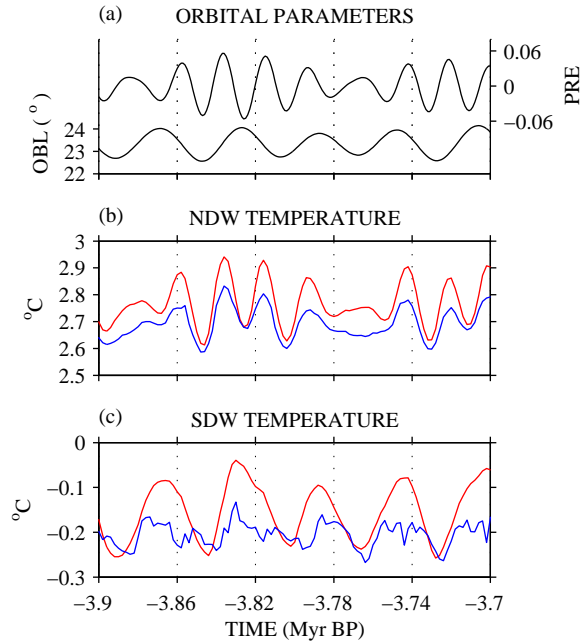 (a) ORBITAL PARAMETERS
OBL (°)
24
23
22
0.06
0
−0.06
PRE
(b) NDW TEMPERATURE
°C
3
2.9
2.8
2.7
2.6
2.5
(c) SDW TEMPERATURE
°C
0
−0.1
−0.2
−0.3
−3.9 −3.86 −3.82 −3.78 −3.74 −3.7
TIME (Myr BP)